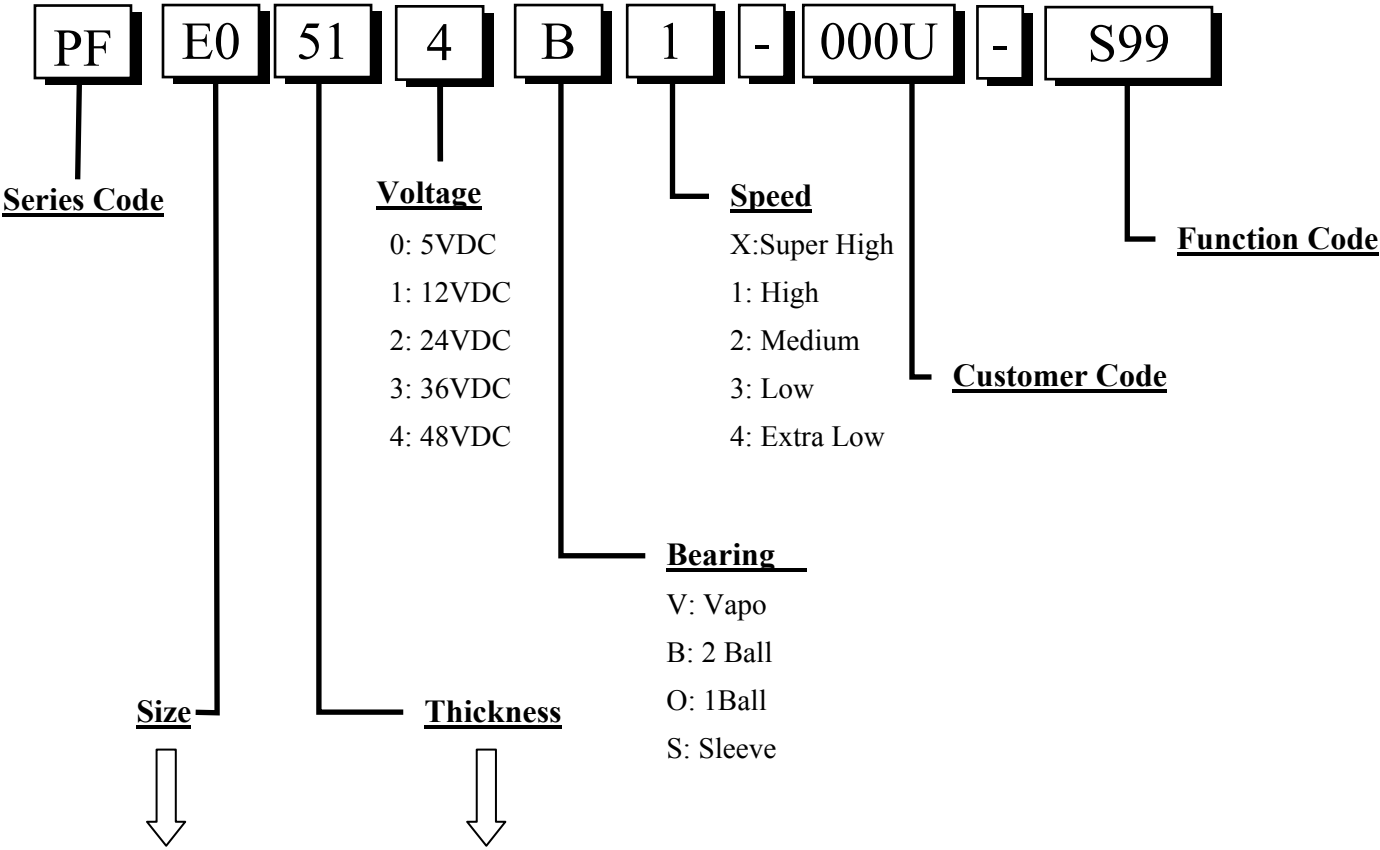 PF E0 51 4 B 1 - 000U - S99
Series Code
Voltage
0: 5VDC
1: 12VDC
2: 24VDC
3: 36VDC
4: 48VDC
Speed
X:Super High
1: High
2: Medium
3: Low
4: Extra Low
Function Code
Customer Code
Bearing
V: Vapo
B: 2 Ball
O: 1Ball
S: Sleeve
Size
Thickness